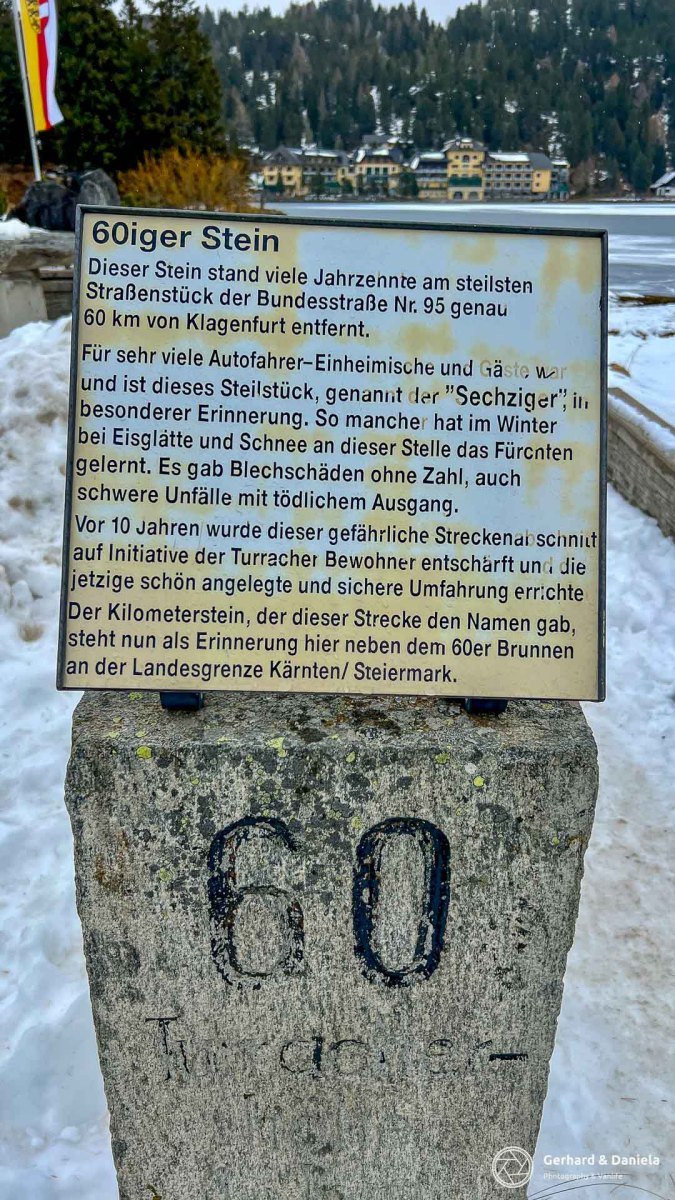 60iger Stein
Dieser Stein stand viele Jahrzennte am steilsten
Straßenstück der Bundesstraße Nr. 95 genau
60 km von Klagenfurt entfernt.
Für sehr viele Autofahrer-Einheimische und Gäste war
und ist dieses Steilstück, genannt der "Sechziger", in
besonderer Erinnerung. So mancher hat im Winter
bei Eisglätte und Schnee an dieser Stelle das Fürcnten
gelernt. Es gab Blechschäden ohne Zahl, auch
schwere Unfälle mit tödlichem Ausgang.
Vor 10 Jahren wurde dieser gefährliche Streckenabschnitt
auf Initiative der Turracher Bewohner entschärft und die
jetzige schön angelegte und sichere Umfahrung errichte
Der Kilometerstein, der dieser Strecke den Namen gab,
steht nun als Erinnerung hier neben dem 60er Brunnen
an der Landesgrenze Kärnten/ Steiermark.
60
Gerhard & Daniela
Photography & Vanlife